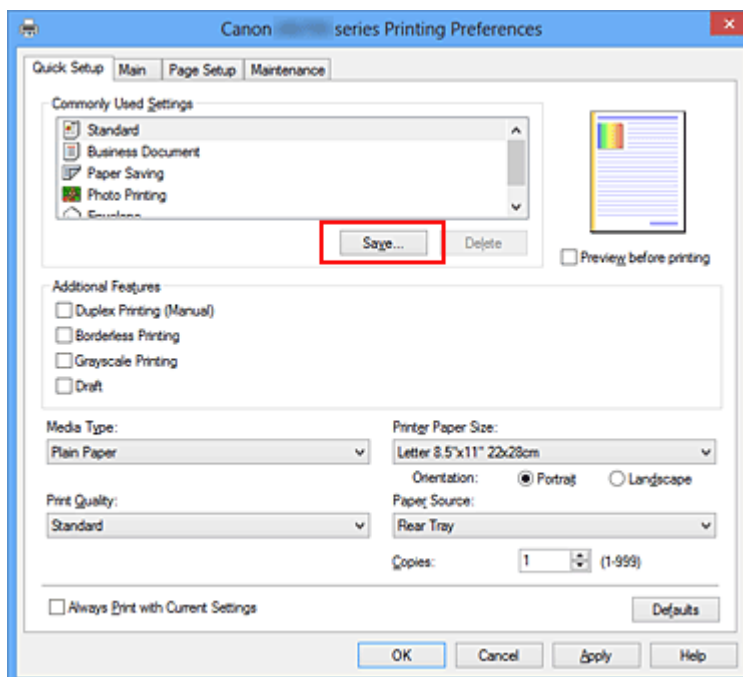 Canon series Printing Preferences
Quick Setup Main Page Setup Maintenance
Commonly Used Settings
Standard
Business Document
Paper Saving
Photo Printing
Envelope
Save... Delete
Preview before printing
Additional Features
Duplex Printing (Manual)
Borderless Printing
Grayscale Printing
Draft
Media Type:
Plain Paper
Printer Paper Size:
Letter 8.5"x11" 22x28cm
Orientation: Portrait Landscape
Print Quality:
Standard
Paper Source:
Rear Tray
Copies: 1 (1-999)
Always Print with Current Settings
Defaults
OK Cancel Apply Help